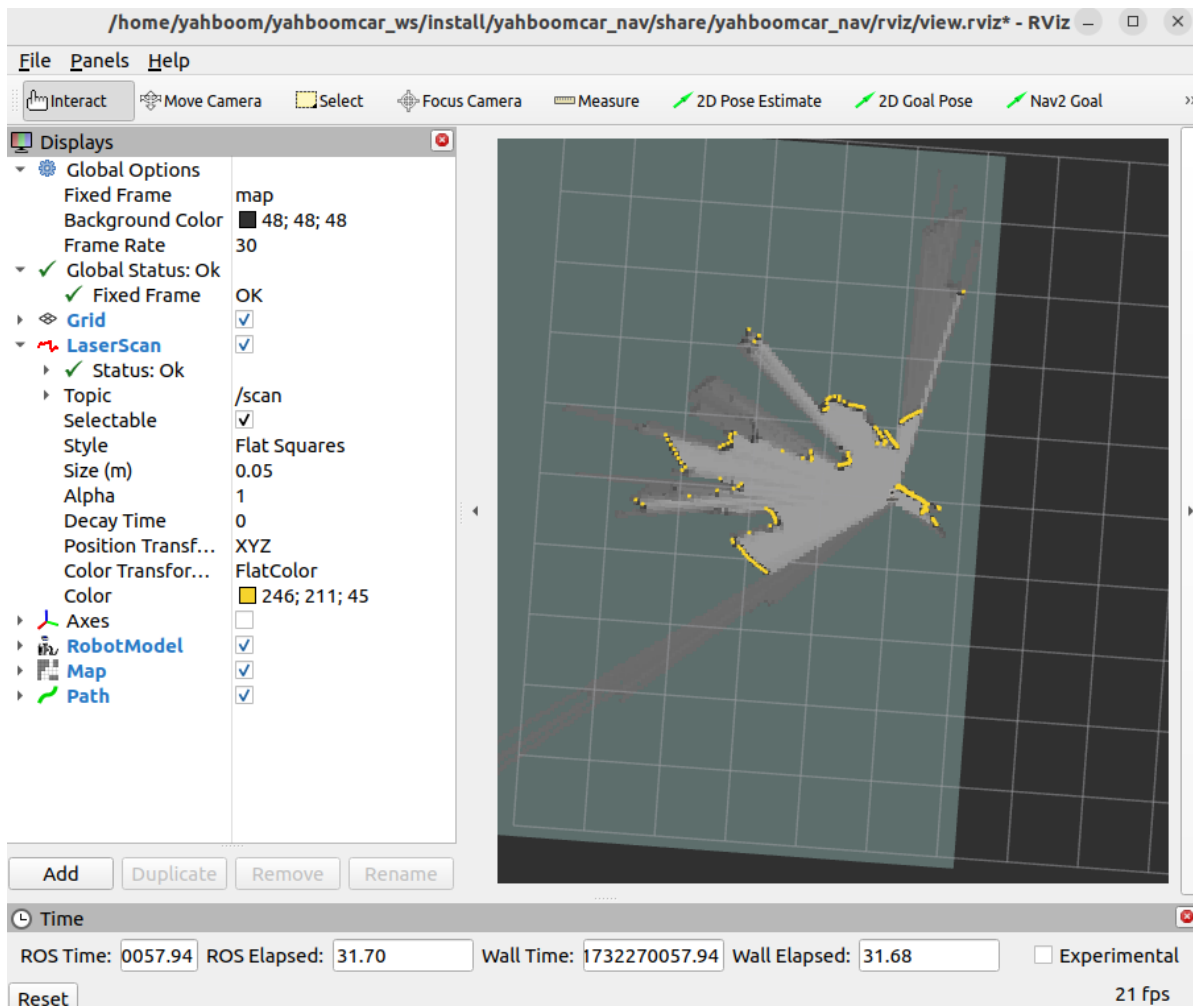 /home/yahboom/yahboomcar_ws/install/yahboomcar_nav/share/yahboomcar_nav/rviz/view.rviz* - RViz
File Panels Help
Interact Move Camera Select Focus Camera Measure 2D Pose Estimate 2D Goal Pose Nav2 Goal »
Displays
Global Options
Fixed Frame map
Background Color 48; 48; 48
Frame Rate 30
Global Status: Ok
Fixed Frame OK
Grid
LaserScan
Status: Ok
Topic /scan
Selectable
Style Flat Squares
Size (m) 0.05
Alpha 1
Decay Time 0
Position Transf... XYZ
Color Transfor... FlatColor
Color 246; 211; 45
Axes
RobotModel
Map
Path
Add Duplicate Remove Rename
Time
ROS Time: 0057.94 ROS Elapsed: 31.70 Wall Time: 1732270057.94 Wall Elapsed: 31.68 Experimental
Reset 21 fps